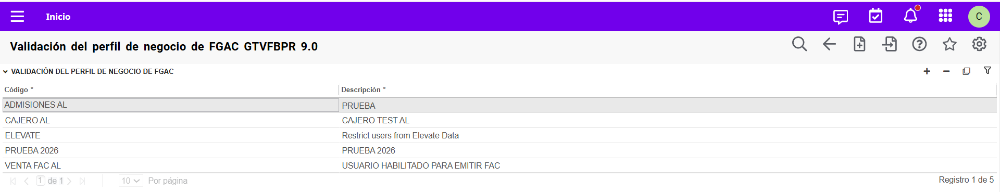 Inicio
C
Validación del perfil de negocio de FGAC GTVFBPR 9.0
VALIDACIÓN DEL PERFIL DE NEGOCIO DE FGAC
Código * Descripción *
ADMISIONES AL PRUEBA
CAJERO AL CAJERO TEST AL
ELEVATE Restrict users from Elevate Data
PRUEBA 2026 PRUEBA 2026
VENTA FAC AL USUARIO HABILITADO PARA EMITIR FAC
1 de 1 10 Por página Registro 1 de 5